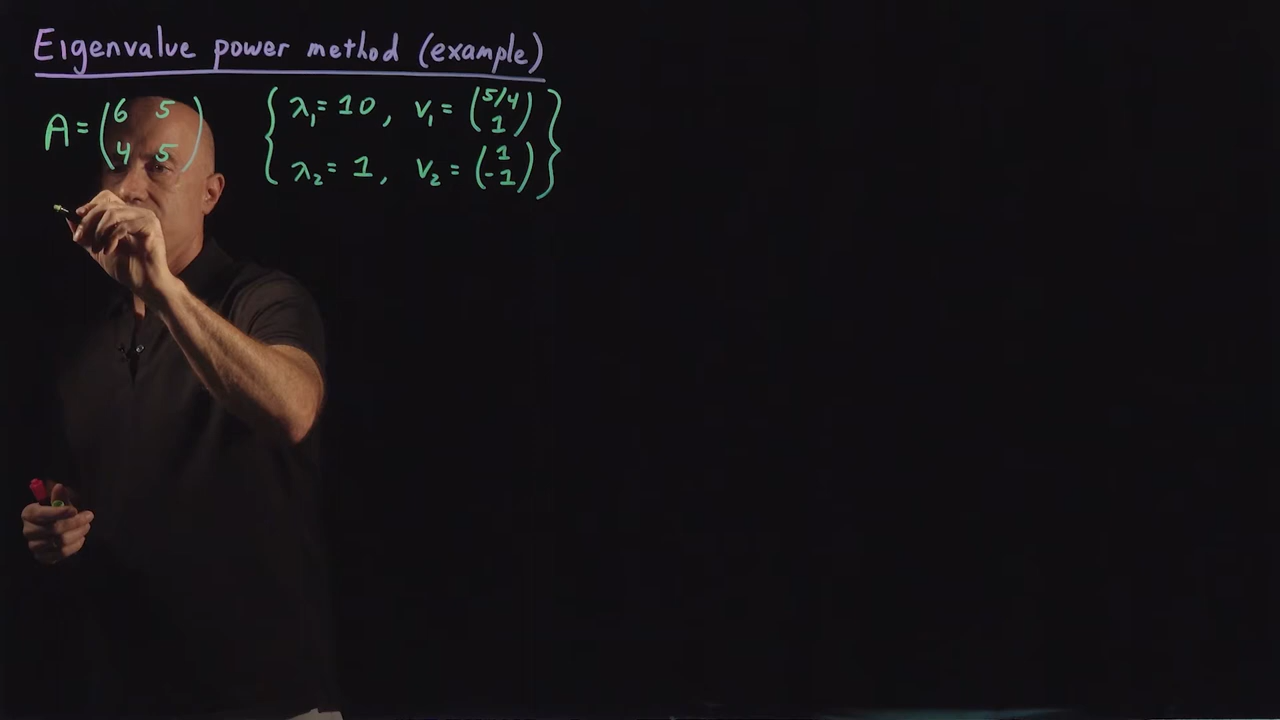 Eigenvalue power method (example)
A = (6 5; 4 5) { λ₁ = 10, v₁ = (5/4; 1)
λ₂ = 1, v₂ = (1; -1) }